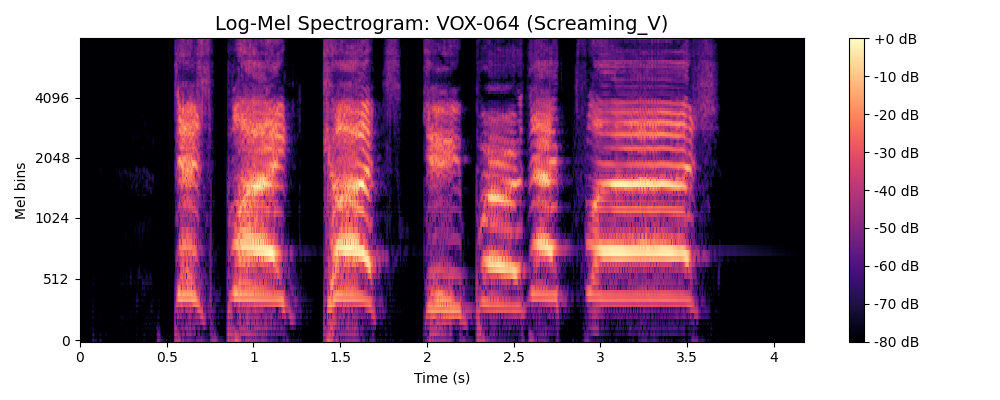 Log-Mel Spectrogram: VOX-064 (Screaming_V)
Mel bins
4096
2048
1024
512
0
0 0.5 1 1.5 2 2.5 3 3.5 4
Time (s)
+0 dB
-10 dB
-20 dB
-30 dB
-40 dB
-50 dB
-60 dB
-70 dB
-80 dB